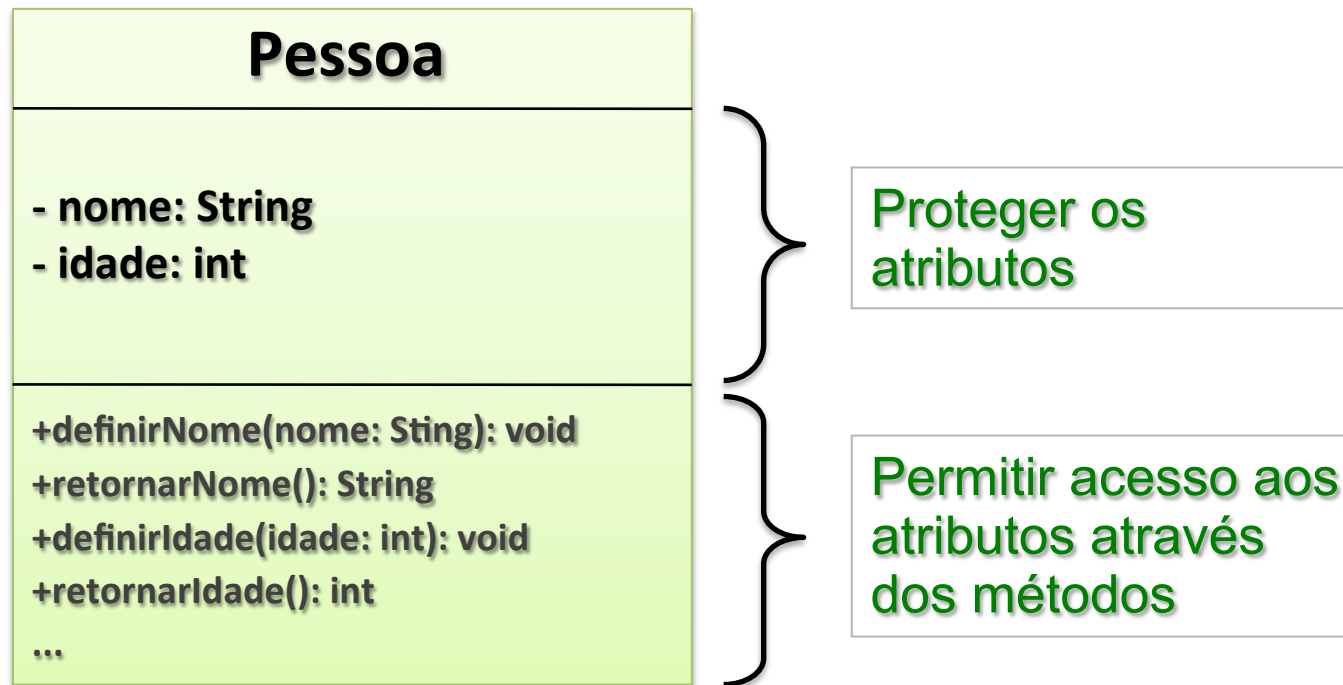 Pessoa
- nome: String
- idade: int
Proteger os
atributos
+definirNome(nome: Sting): void
+retornarNome(): String
+definirIdade(idade: int): void
+retornarIdade(): int
...
Permitir acesso aos
atributos através
dos métodos